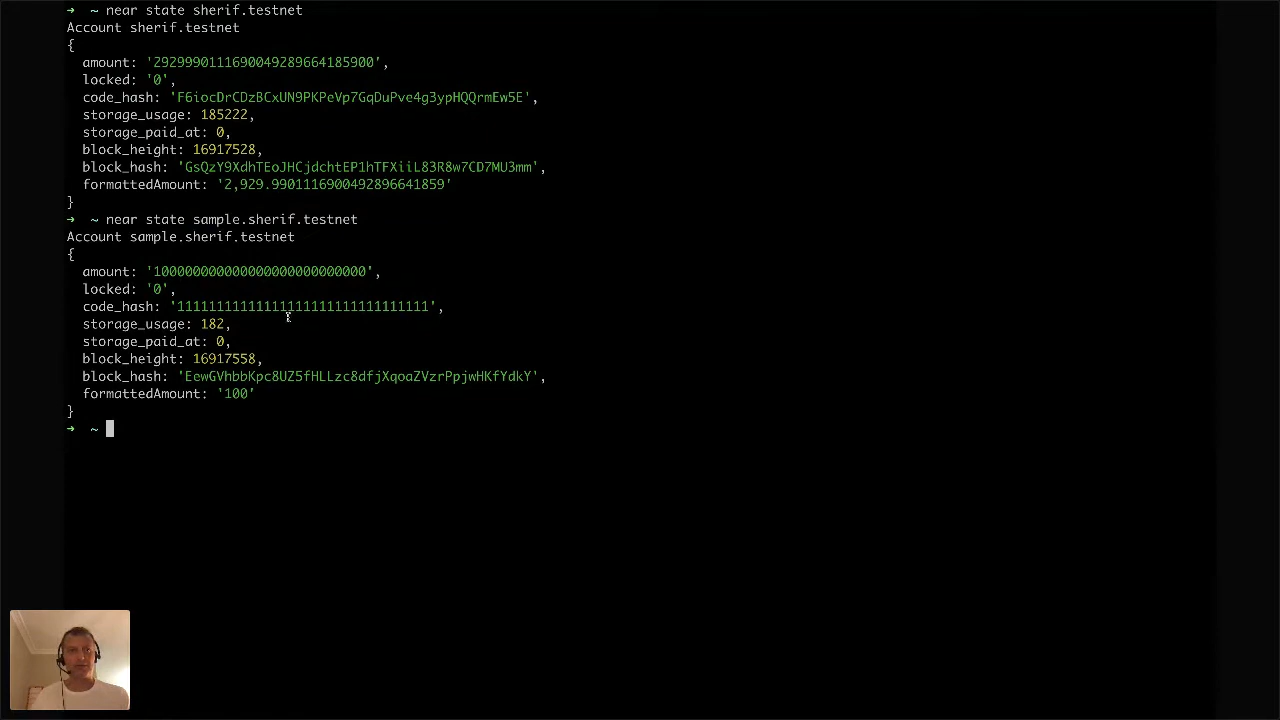 ➜ ~ near state sherif.testnet
Account sherif.testnet
{
amount: '2929990111690049289664185900',
locked: '0',
code_hash: 'F6iocDrCDzBCxUN9PKPeVp7GqDuPve4g3ypHQQrmEw5E',
storage_usage: 185222,
storage_paid_at: 0,
block_height: 16917528,
block_hash: 'GsQzY9XdhTEoJHCjdchtEP1hTFXiiL83R8w7CD7MU3mm',
formattedAmount: '2,929.9901116900492896641859'
}
➜ ~ near state sample.sherif.testnet
Account sample.sherif.testnet
{
amount: '100000000000000000000000000',
locked: '0',
code_hash: '11111111111111111111111111111111',
storage_usage: 182,
storage_paid_at: 0,
block_height: 16917558,
block_hash: 'EewGVhbbKpc8UZ5fHLLzc8dfjXqoaZVzrPpjwHKfYdkY',
formattedAmount: '100'
}
➜ ~